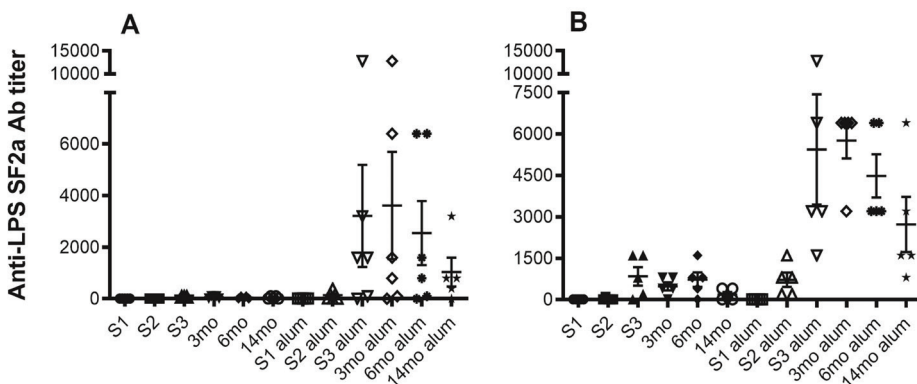 A
B
Anti-LPS SF2a Ab titer
15000
10000
6000
4000
2000
0
S1
S2
S3
3mo
6mo
14mo
S1 alum
S2 alum
S3 alum
3mo alum
6mo alum
14mo alum
15000
10000
7500
6000
4500
3000
1500
0
S1
S2
S3
3mo
6mo
14mo
S1 alum
S2 alum
S3 alum
3mo alum
6mo alum
14mo alum